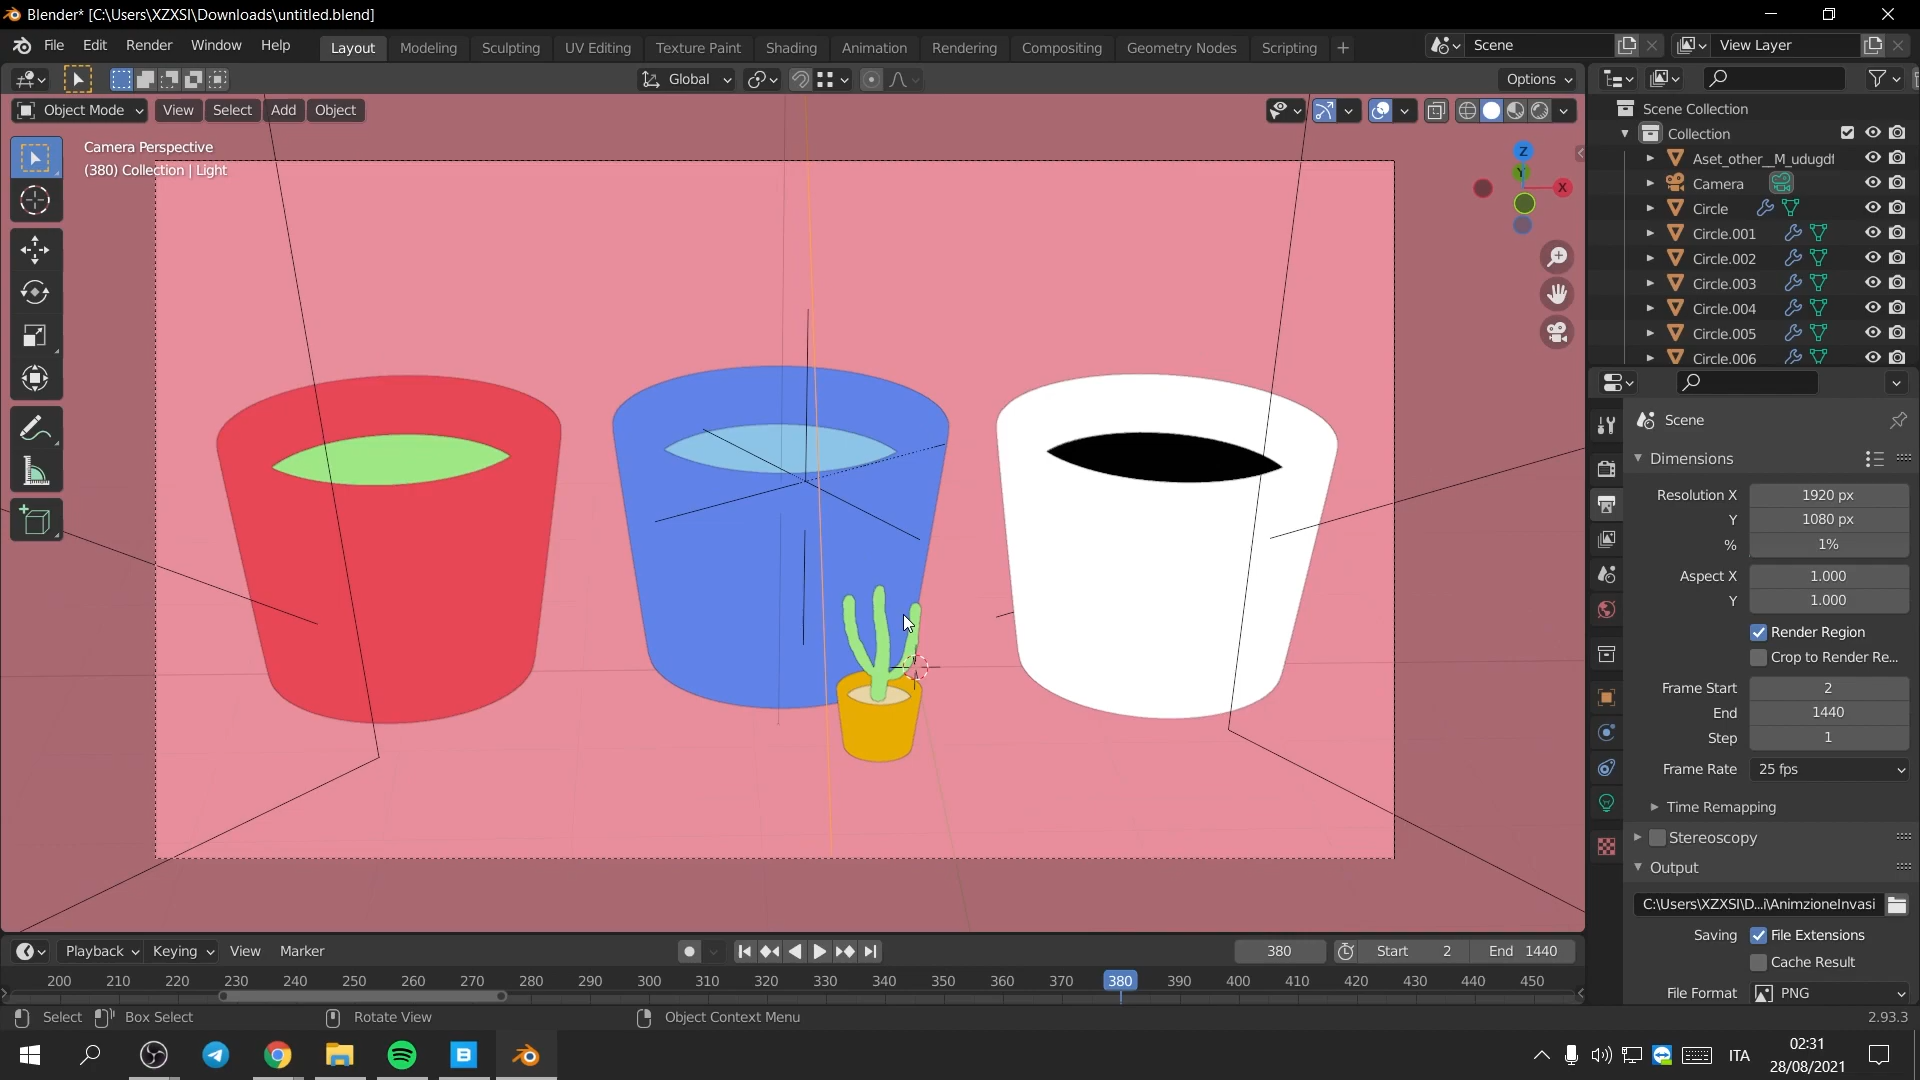 Blender* [C:\Users\XZXSI\Downloads\untitled.blend]
File Edit Render Window Help Layout Modeling Sculpting UV Editing Texture Paint Shading Animation Rendering Compositing Geometry Nodes Scripting + Scene View Layer
Global Options
Object Mode View Select Add Object
Camera Perspective
(380) Collection | Light
Z
Y
X
Scene Collection
Collection
Aset_other__M_udugdf
Camera
Circle
Circle.001
Circle.002
Circle.003
Circle.004
Circle.005
Circle.006
Scene
Dimensions
Resolution X 1920 px
Y 1080 px
% 1%
Aspect X 1.000
Y 1.000
Render Region
Crop to Render Re...
Frame Start 2
End 1440
Step 1
Frame Rate 25 fps
Time Remapping
Stereoscopy
Output
C:\Users\XZXSI\D...i\AnimzioneInvasi
Saving File Extensions
Cache Result
File Format PNG
Playback Keying View Marker 380 Start 2 End 1440
200 210 220 230 240 250 260 270 280 290 300 310 320 330 340 350 360 370 380 390 400 410 420 430 440 450
Select Box Select Rotate View Object Context Menu 2.93.3
ITA
02:31
28/08/2021